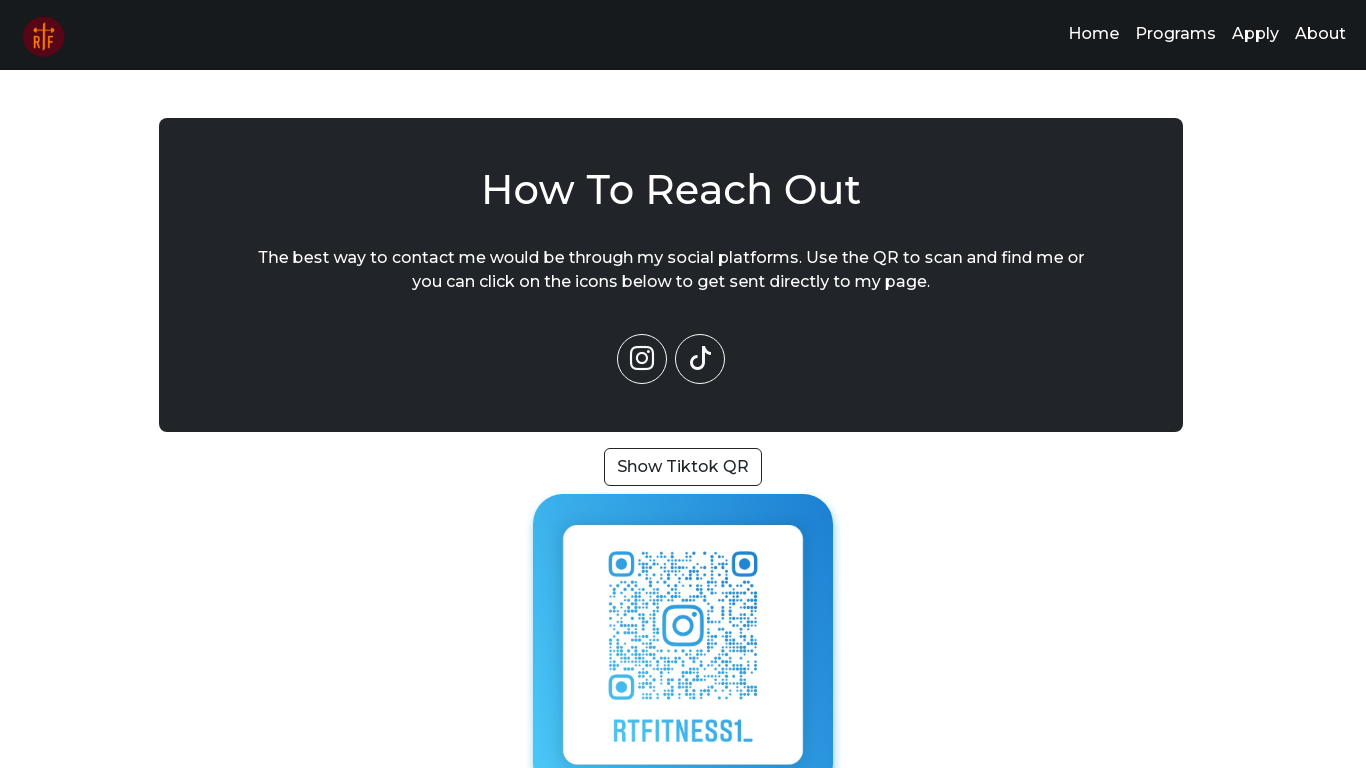 RTF
Home Programs Apply About
How To Reach Out
The best way to contact me would be through my social platforms. Use the QR to scan and find me or
you can click on the icons below to get sent directly to my page.
Show Tiktok QR
RTFITNESS1_